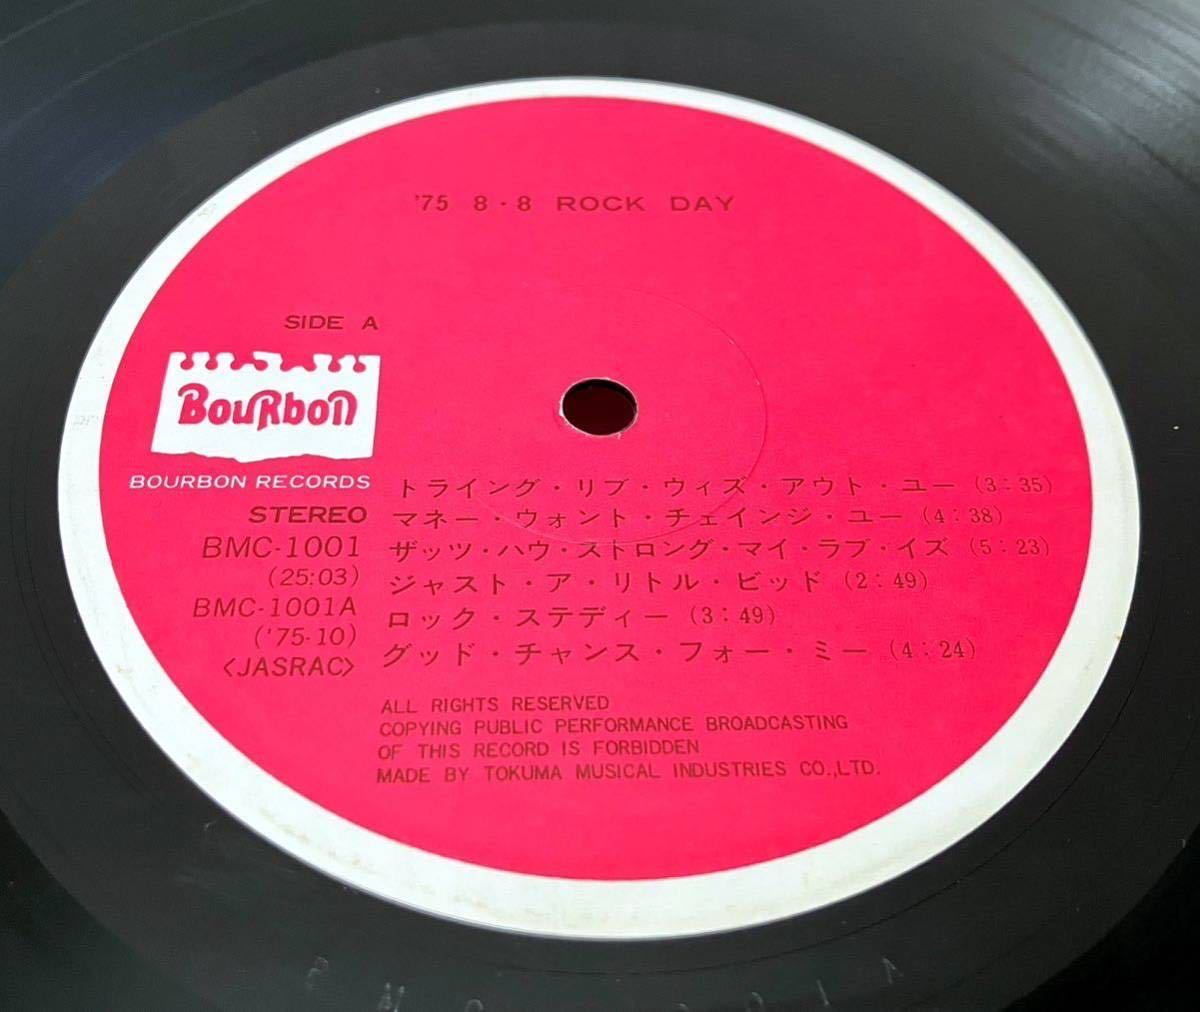 '75 8・8 ROCK DAY
SIDE A
BouRboN
BOURBON RECORDS
STEREO
BMC-1001
(25:03)
BMC-1001A
('75-10)
<JASRAC>
トライング・リブ・ウィズ・アウト・ユー (3:35)
マネー・ウォント・チェインジ・ユー (4:38)
ザッツ・ハウ・ストロング・マイ・ラブ・イズ (5:23)
ジャスト・ア・リトル・ビッド (2:49)
ロック・ステディー (3:49)
グッド・チャンス・フォー・ミー (4:24)
ALL RIGHTS RESERVED
COPYING PUBLIC PERFORMANCE BROADCASTING
OF THIS RECORD IS FORBIDDEN
MADE BY TOKUMA MUSICAL INDUSTRIES CO.,LTD.